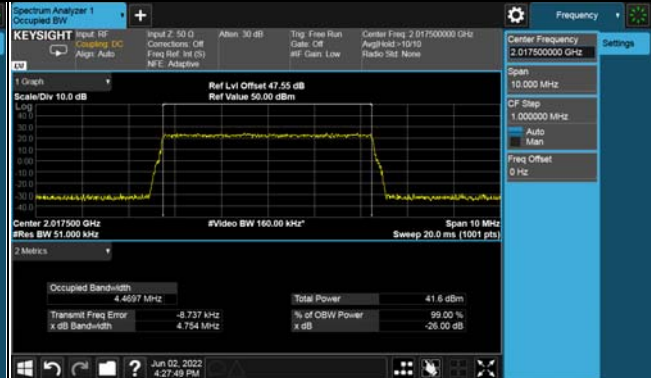 Spectrum Analyzer 1
Occupied BW
+
Frequency
KEYSIGHT
Input: RF
Coupling: DC
Align: Auto
Input Z: 50 Ω
Corrections: Off
Freq Ref: Int (S)
NFE: Adaptive
Atten: 30 dB
Trig: Free Run
Gate: Off
#IF Gain: Low
Center Freq: 2.017500000 GHz
Avg|Hold:>10/10
Radio Std: None
LXI
Center Frequency
2.017500000 GHz
Settings
Span
10.000 MHz
CF Step
1.000000 MHz
Auto
Man
Freq Offset
0 Hz
1 Graph
Scale/Div 10.0 dB
Ref Lvl Offset 47.55 dB
Ref Value 50.00 dBm
Log
40.0
30.0
20.0
10.0
0.00
-10.0
-20.0
-30.0
-40.0
Center 2.017500 GHz
#Res BW 51.000 kHz
#Video BW 160.00 kHz*
Span 10 MHz
Sweep 20.0 ms (1001 pts)
2 Metrics
Occupied Bandwidth
4.4697 MHz
Total Power 41.6 dBm
Transmit Freq Error -8.737 kHz
% of OBW Power 99.00 %
x dB Bandwidth 4.754 MHz
x dB -26.00 dB
?
Jun 02, 2022
4:27:49 PM